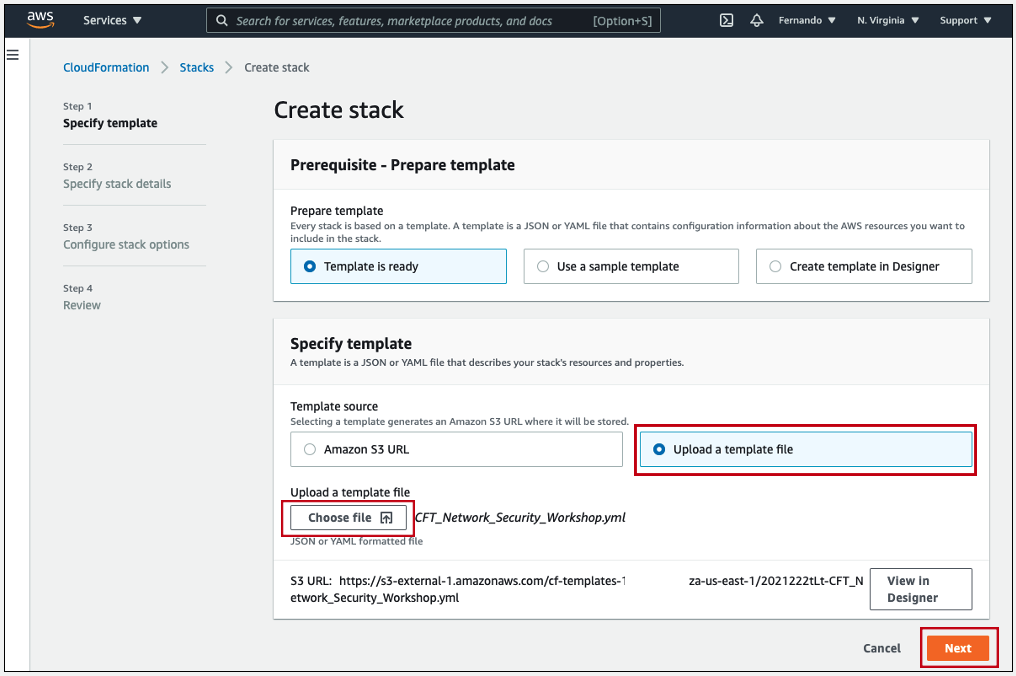 aws
Services
Search for services, features, marketplace products, and docs [Option+S]
Fernando
N. Virginia
Support
CloudFormation
Stacks
Create stack
Step 1
Specify template
Step 2
Specify stack details
Step 3
Configure stack options
Step 4
Review
Create stack
Prerequisite - Prepare template
Prepare template
Every stack is based on a template. A template is a JSON or YAML file that contains configuration information about the AWS resources you want to
include in the stack.
Template is ready
Use a sample template
Create template in Designer
Specify template
A template is a JSON or YAML file that describes your stack's resources and properties.
Template source
Selecting a template generates an Amazon S3 URL where it will be stored.
Amazon S3 URL
Upload a template file
Upload a template file
Choose file
CFT_Network_Security_Workshop.yml
JSON or YAML formatted file
S3 URL: https://s3-external-1.amazonaws.com/cf-templates-1 za-us-east-1/2021222tLt-CFT_N
etwork_Security_Workshop.yml
View in
Designer
Cancel
Next